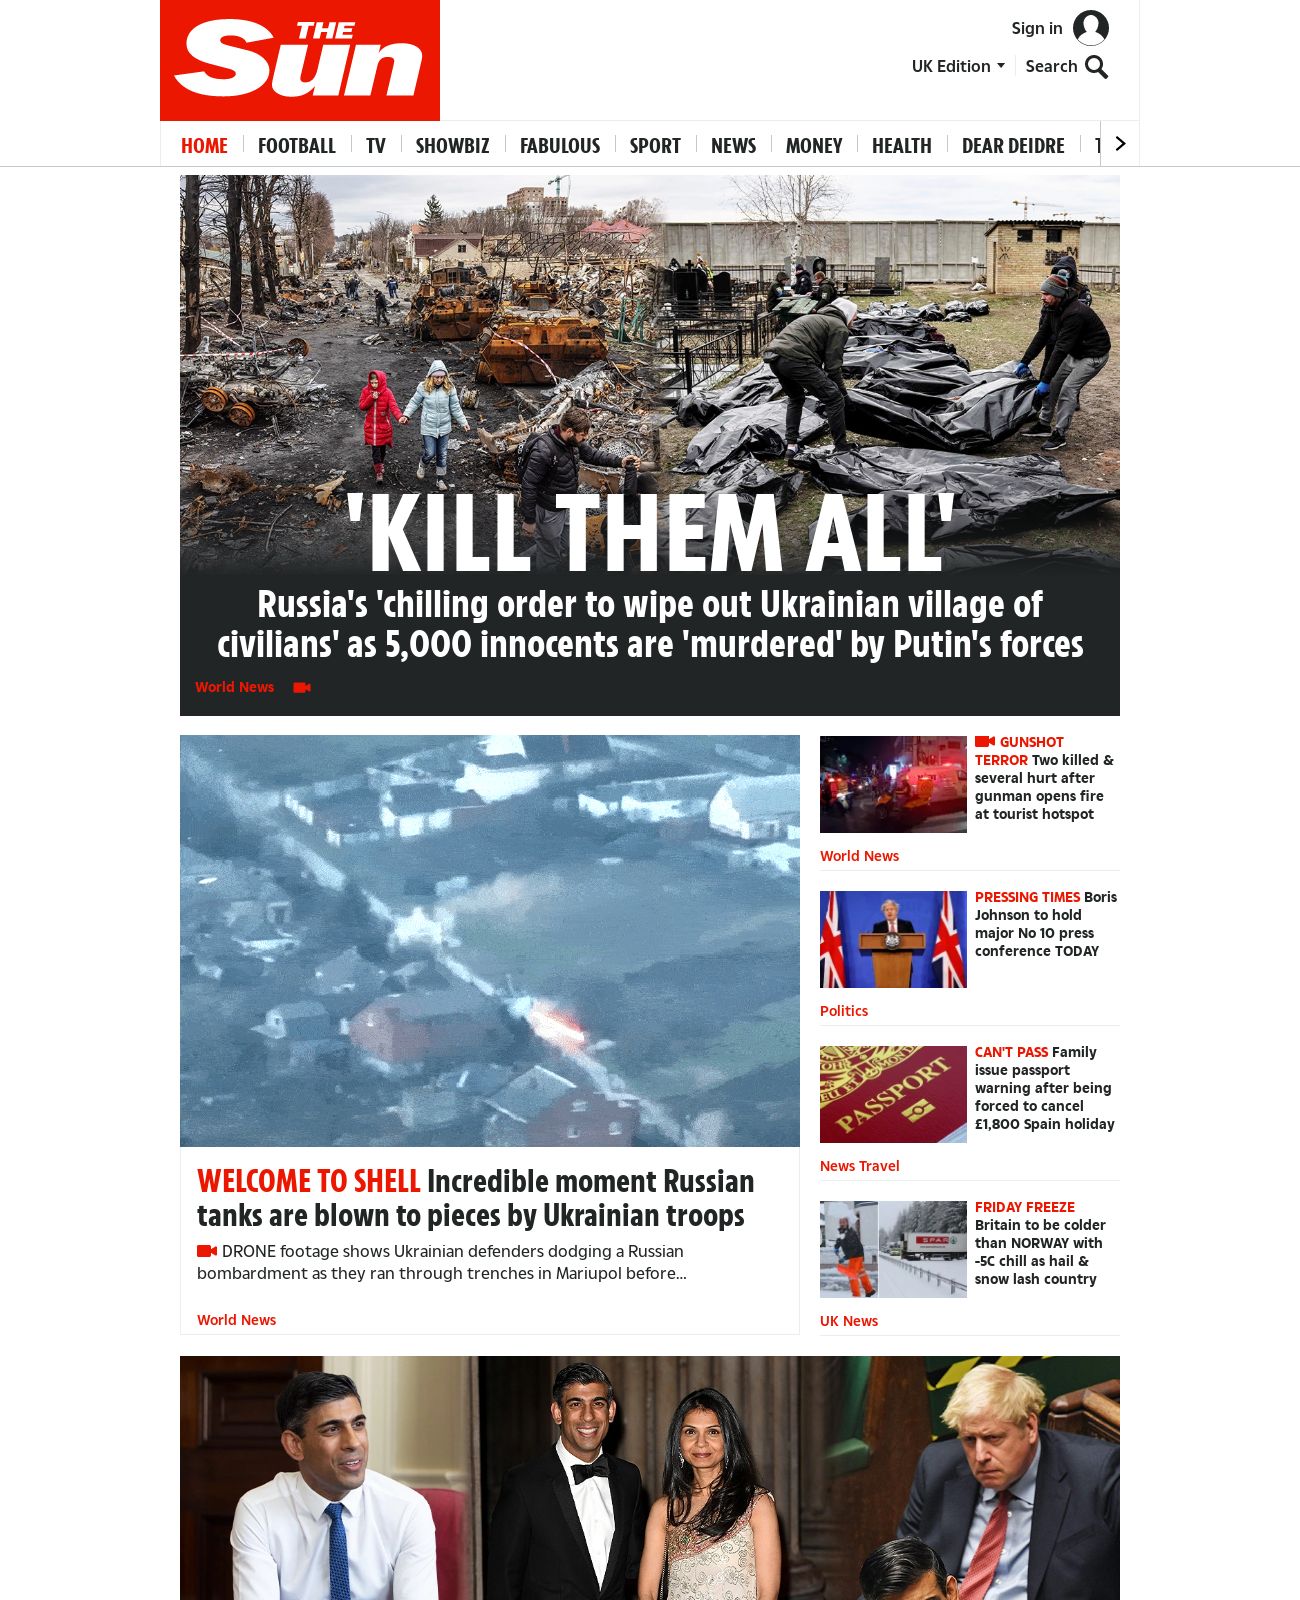 THE
Sun
Sign in
UK Edition
Search
HOME FOOTBALL TV SHOWBIZ FABULOUS SPORT NEWS MONEY HEALTH DEAR DEIDRE
'KILL THEM ALL'
Russia's 'chilling order to wipe out Ukrainian village of
civilians' as 5,000 innocents are 'murdered' by Putin's forces
World News
WELCOME TO SHELL Incredible moment Russian
tanks are blown to pieces by Ukrainian troops
DRONE footage shows Ukrainian defenders dodging a Russian
bombardment as they ran through trenches in Mariupol before...
World News
GUNSHOT
TERROR Two killed &
several hurt after
gunman opens fire
at tourist hotspot
World News
PRESSING TIMES Boris
Johnson to hold
major No 10 press
conference TODAY
Politics
PASSPORT
CAN'T PASS Family
issue passport
warning after being
forced to cancel
£1,800 Spain holiday
News Travel
SPAR
FRIDAY FREEZE
Britain to be colder
than NORWAY with
-5C chill as hail &
snow lash country
UK News